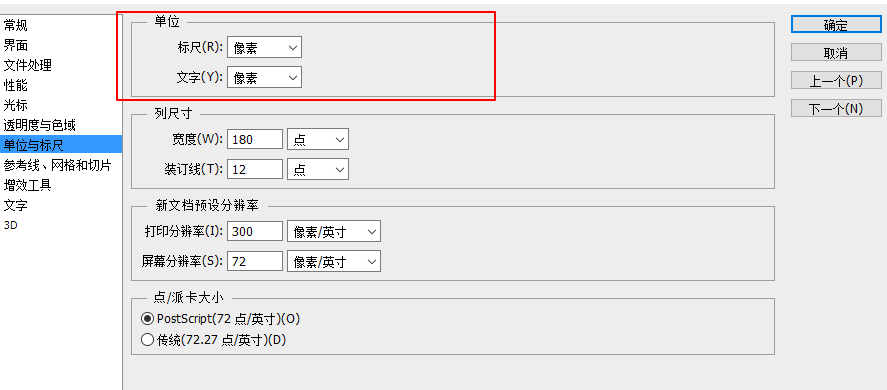 常规
界面
文件处理
性能
光标
透明度与色域
单位与标尺
参考线、网格和切片
增效工具
文字
3D
单位
标尺(R): 像素
文字(Y): 像素
列尺寸
宽度(W): 180 点
装订线(T): 12 点
新文档预设分辨率
打印分辨率(I): 300 像素/英寸
屏幕分辨率(S): 72 像素/英寸
点/派卡大小
PostScript(72 点/英寸)(O)
传统(72.27 点/英寸)(D)
确定
取消
上一个(P)
下一个(N)